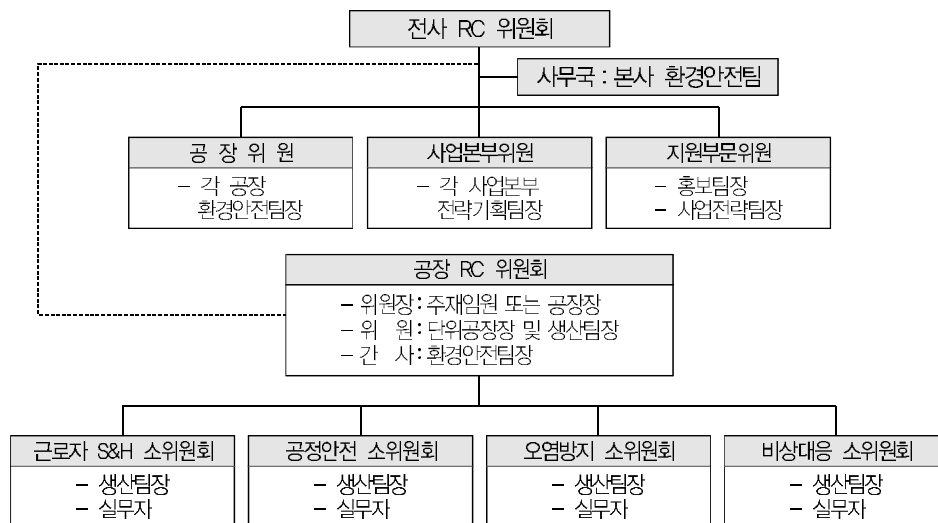 전사 RC 위원회
사무국 : 본사 환경안전팀
공 장 위 원
- 각 공장
환경안전팀장
사업본부위원
- 각 사업본부
전략기획팀장
지원부문위원
- 홍보팀장
- 사업전략팀장
공장 RC 위원회
- 위원장 : 주재임원 또는 공장장
- 위 원 : 단위공장장 및 생산팀장
- 간 사 : 환경안전팀장
근로자 S&H 소위원회
- 생산팀장
- 실무자
공정안전 소위원회
- 생산팀장
- 실무자
오염방지 소위원회
- 생산팀장
- 실무자
비상대응 소위원회
- 생산팀장
- 실무자